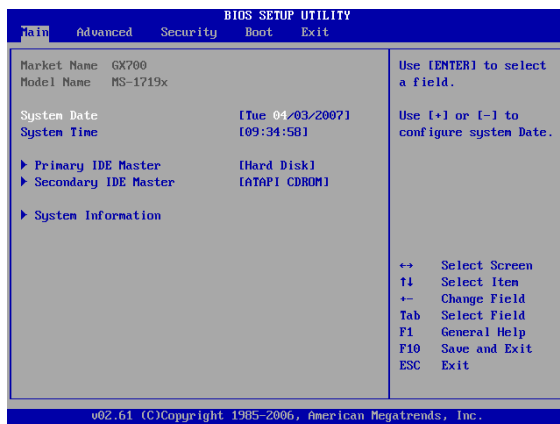 BIOS SETUP UTILITY
Main Advanced Security Boot Exit
Market Name GX700
Model Name MS-1719x
System Date [Tue 04/03/2007]
System Time [09:34:58]
Primary IDE Master [Hard Disk]
Secondary IDE Master [ATAPI CDROM]
System Information
Use [ENTER] to select
a field.
Use [+] or [-] to
configure system Date.
↔ Select Screen
↑↓ Select Item
+- Change Field
Tab Select Field
F1 General Help
F10 Save and Exit
ESC Exit
v02.61 (C)Copyright 1985-2006, American Megatrends, Inc.